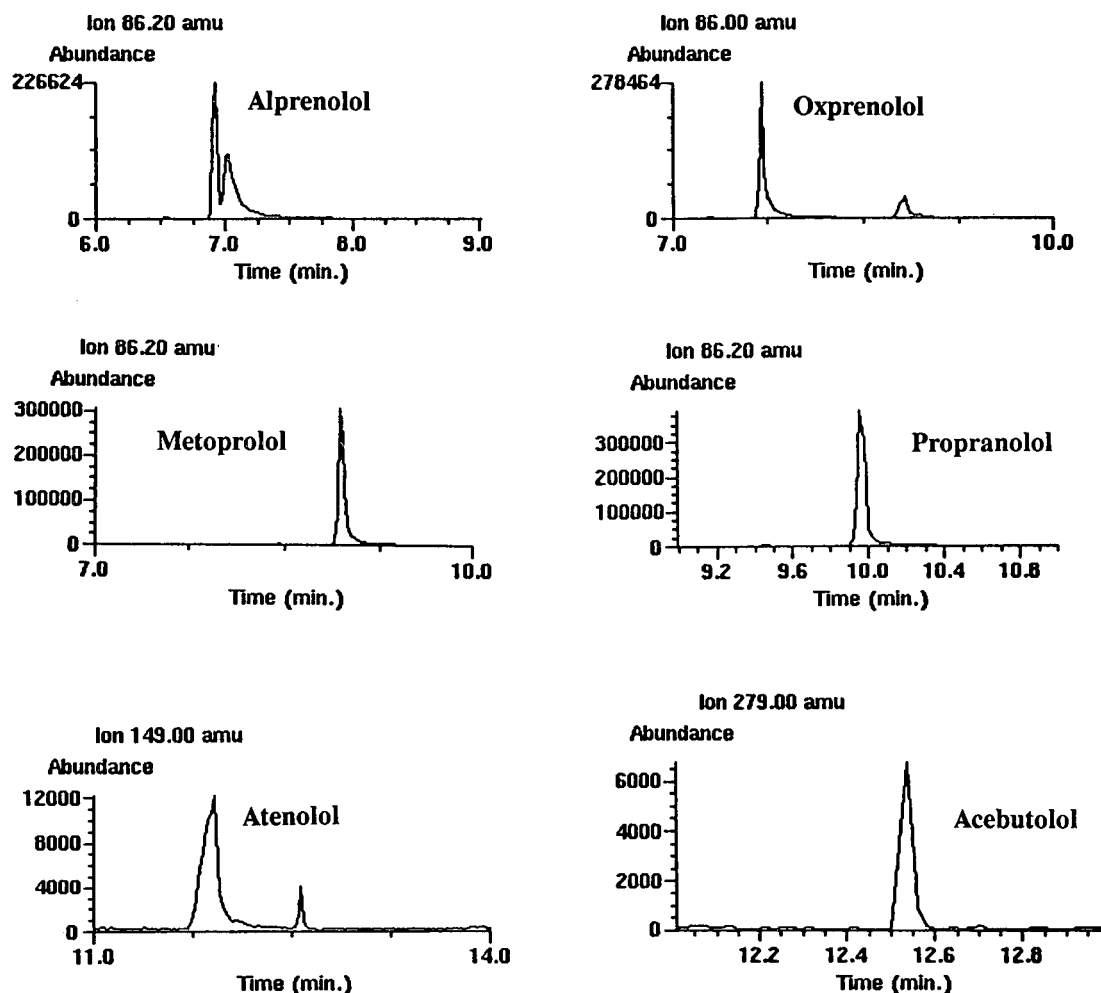 Ion 86.20 amu
Abundance
226624
Alprenolol
0
6.0 7.0 8.0 9.0
Time (min.)
Ion 86.00 amu
Abundance
278464
Oxprenolol
0
7.0 10.0
Time (min.)
Ion 86.20 amu
Abundance
300000
Metoprolol
200000
100000
0
7.0 10.0
Time (min.)
Ion 86.20 amu
Abundance
300000
Propranolol
200000
100000
0
9.2 9.6 10.0 10.4 10.8
Time (min.)
Ion 149.00 amu
Abundance
12000
Atenolol
8000
4000
0
11.0 14.0
Time (min.)
Ion 279.00 amu
Abundance
6000
Acebutolol
4000
2000
0
12.2 12.4 12.6 12.8
Time (min.)